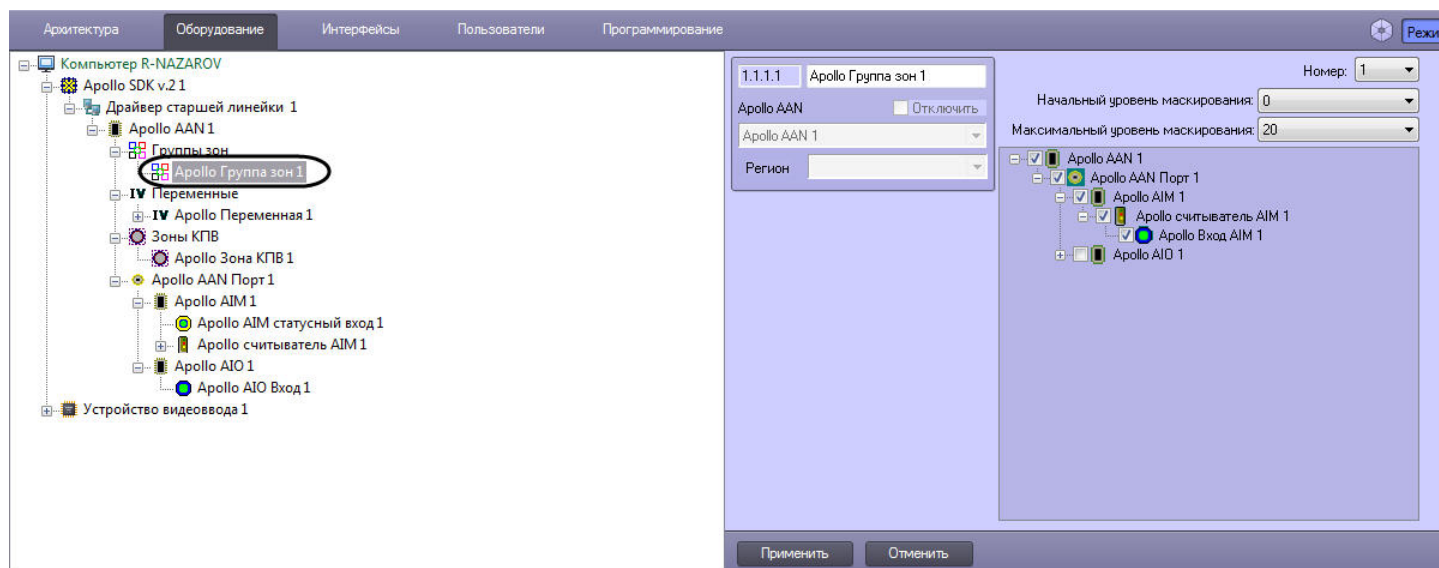 Архитектура Оборудование Интерфейсы Пользователи Программирование Режи
Компьютер R-NAZAROV
Apollo SDK v.2 1
Драйвер старшей линейки 1
Apollo AAN 1
Группы зон
Apollo Группа зон 1
IV Переменные
IV Apollo Переменная 1
Зоны КПВ
Apollo Зона КПВ 1
Apollo AAN Порт 1
Apollo AIM 1
Apollo AIM статусный вход 1
Apollo считыватель AIM 1
Apollo AIO 1
Apollo AIO Вход 1
Устройство видеоввода 1
1.1.1.1 Apollo Группа зон 1
Apollo AAN Отключить
Apollo AAN 1
Регион
Номер: 1
Начальный уровень маскирования: 0
Максимальный уровень маскирования: 20
Apollo AAN 1
Apollo AAN Порт 1
Apollo AIM 1
Apollo считыватель AIM 1
Apollo Вход AIM 1
Apollo AIO 1
Применить Отменить